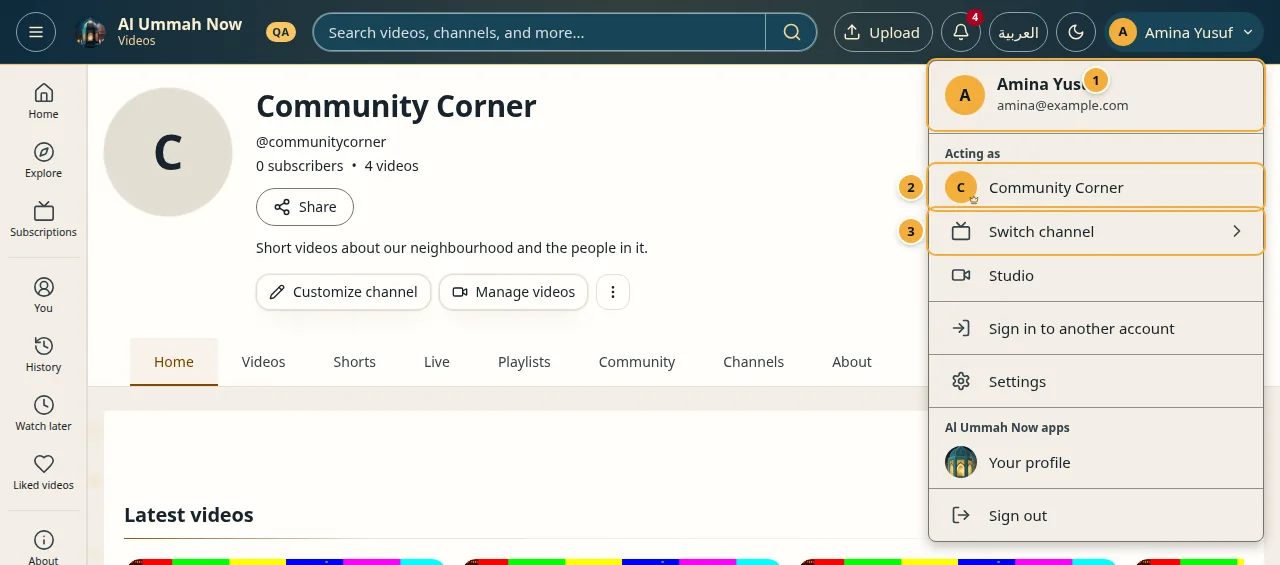 Al Ummah Now
Videos
QA
Search videos, channels, and more...
Upload
4
العربية
A
Amina Yusuf
Home
Explore
Subscriptions
You
History
Watch later
Liked videos
About
C
Community Corner
@communitycorner
0 subscribers • 4 videos
Share
Short videos about our neighbourhood and the people in it.
Customize channel
Manage videos
Home
Videos
Shorts
Live
Playlists
Community
Channels
About
Latest videos
A
Amina Yus
1
amina@example.com
Acting as
2
C
Community Corner
3
Switch channel
Studio
Sign in to another account
Settings
Al Ummah Now apps
Your profile
Sign out